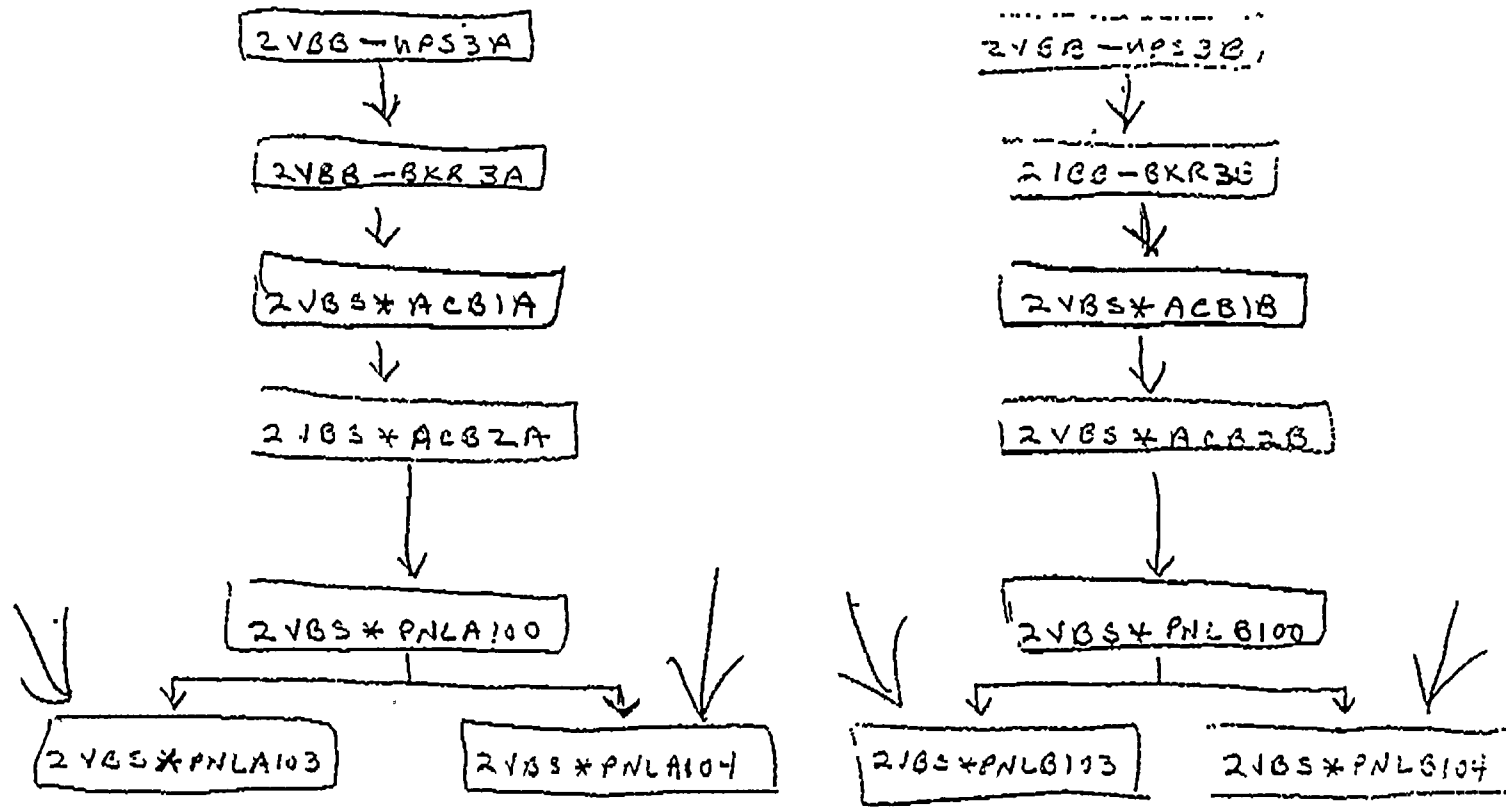 2VBB-UPS3A
2VBB-UPS3B
2VBB-BKR3A
2VBB-BKR3B
2VBS*ACB1A
2VBS*ACB1B
2VBS*ACB2A
2VBS*ACB2B
2VBS*PNLA100
2VBS*PNLB100
2VBS*PNLA103
2VBS*PNLA104
2VBS*PNLB103
2VBS*PNLB104